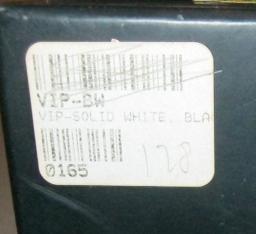 VIP-BW
VIP-SOLID WHITE, BLA
0165
128